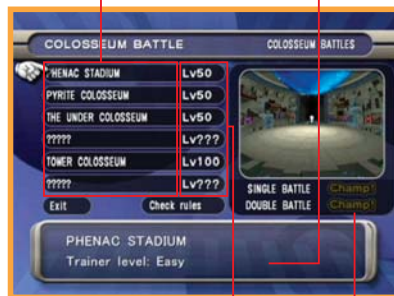 COLOSSEUM BATTLE COLOSSEUM BATTLES
PHENAC STADIUM Lv50
PYRITE COLOSSEUM Lv50
THE UNDER COLOSSEUM Lv50
????? Lv???
TOWER COLOSSEUM Lv100
????? Lv???
Exit Check rules
SINGLE BATTLE Champ!
DOUBLE BATTLE Champ!
PHENAC STADIUM
Trainer level: Easy